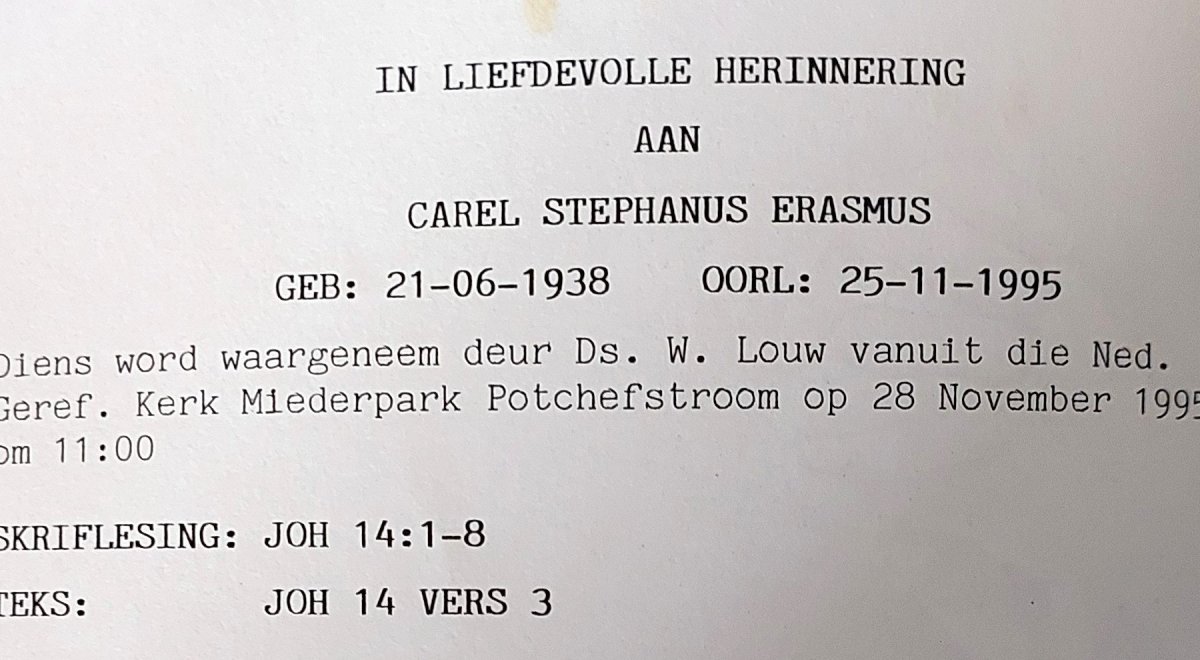 IN LIEFDEVOLLE HERINNERING
AAN
CAREL STEPHANUS ERASMUS
GEB: 21-06-1938 OORL: 25-11-1995
Diens word waargeneem deur Ds. W. Louw vanuit die Ned.
Geref. Kerk Miederpark Potchefstroom op 28 November 1995
om 11:00
SKRIFLESING: JOH 14:1-8
TEKS: JOH 14 VERS 3